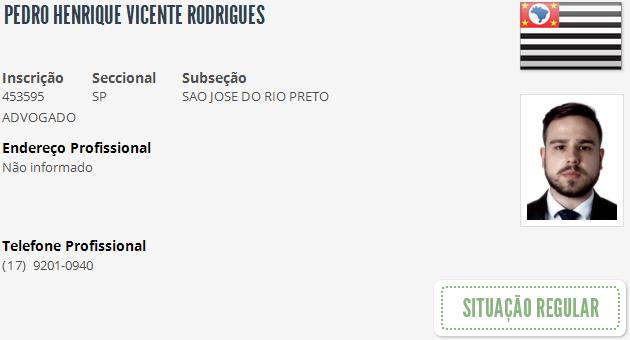 PEDRO HENRIQUE VICENTE RODRIGUES
Inscrição Seccional Subseção
453595 SP SAO JOSE DO RIO PRETO
ADVOGADO
Endereço Profissional
Não informado
Telefone Profissional
(17) 9201-0940
SITUAÇÃO REGULAR